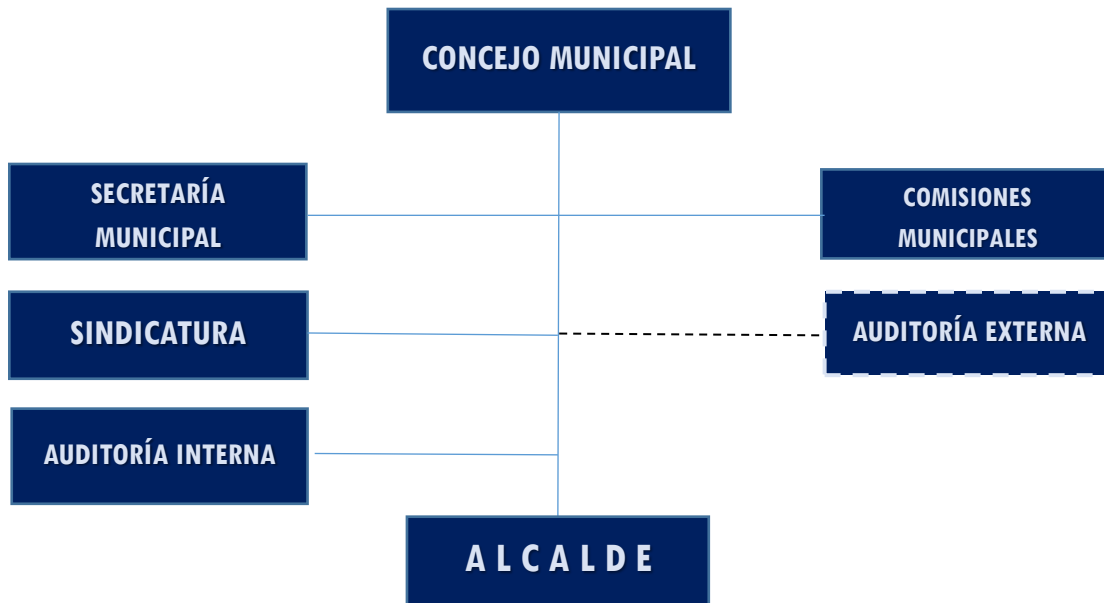 CONCEJO MUNICIPAL
SECRETARÍA
MUNICIPAL
COMISIONES
MUNICIPALES
SINDICATURA
AUDITORÍA EXTERNA
AUDITORÍA INTERNA
A L C A L D E